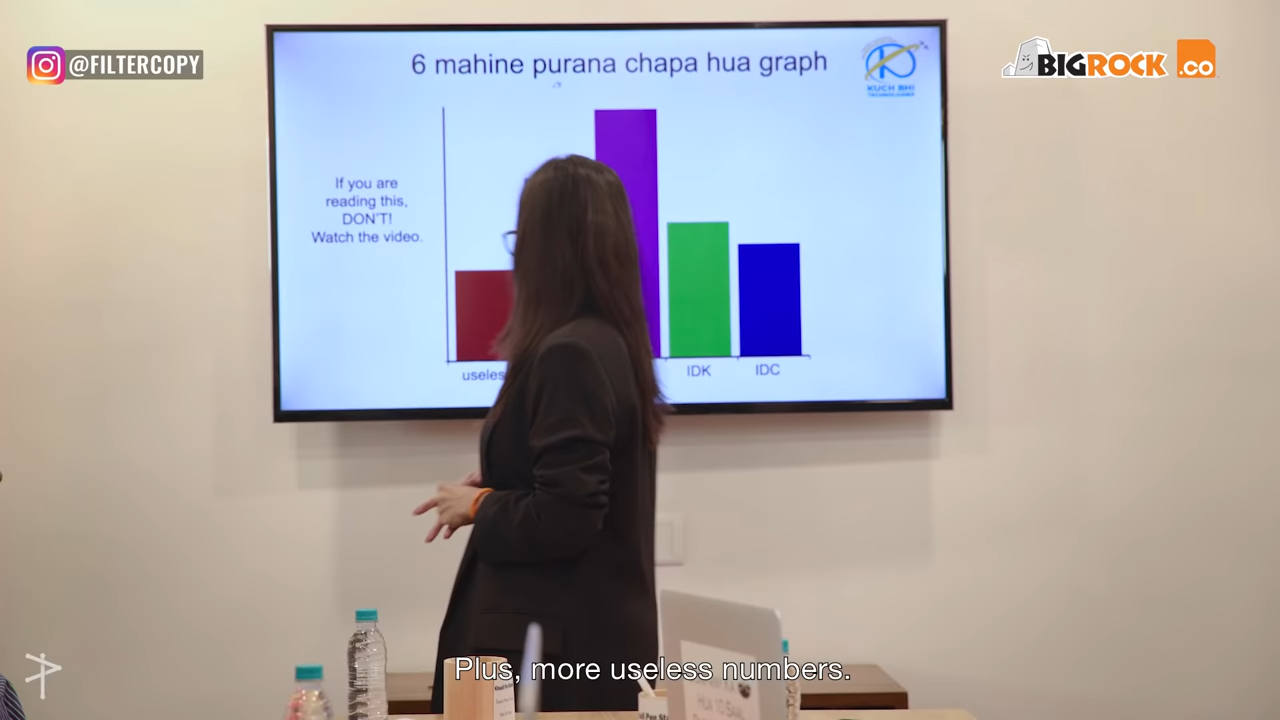 @FILTERCOPY
BIGROCK
.co
6 mahine purana chapa hua graph
KUCH BHI
If you are
reading this,
DON'T!
Watch the video.
IDK
IDC
Plus, more useless numbers.